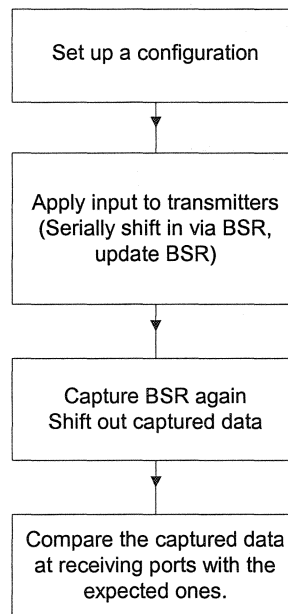 Set up a configuration
Apply input to transmitters
(Serially shift in via BSR,
update BSR)
Capture BSR again
Shift out captured data
Compare the captured data
at receiving ports with the
expected ones.